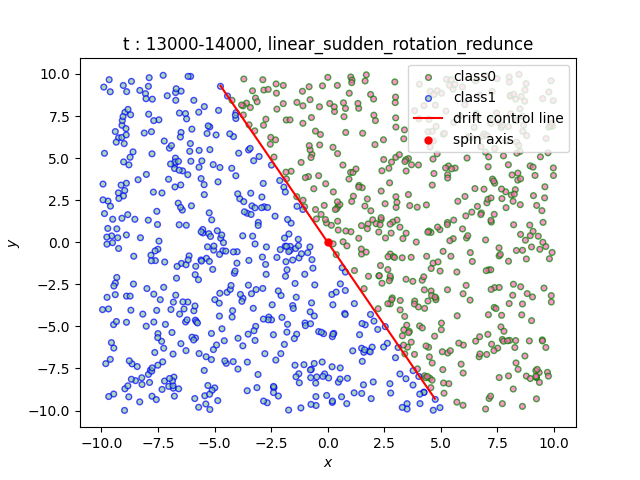 t : 13000-14000, linear_sudden_rotation_redunce
class0
class1
drift control line
spin axis
10.0
7.5
5.0
2.5
0.0
−2.5
−5.0
−7.5
−10.0
y
−10.0 −7.5 −5.0 −2.5 0.0 2.5 5.0 7.5 10.0
x